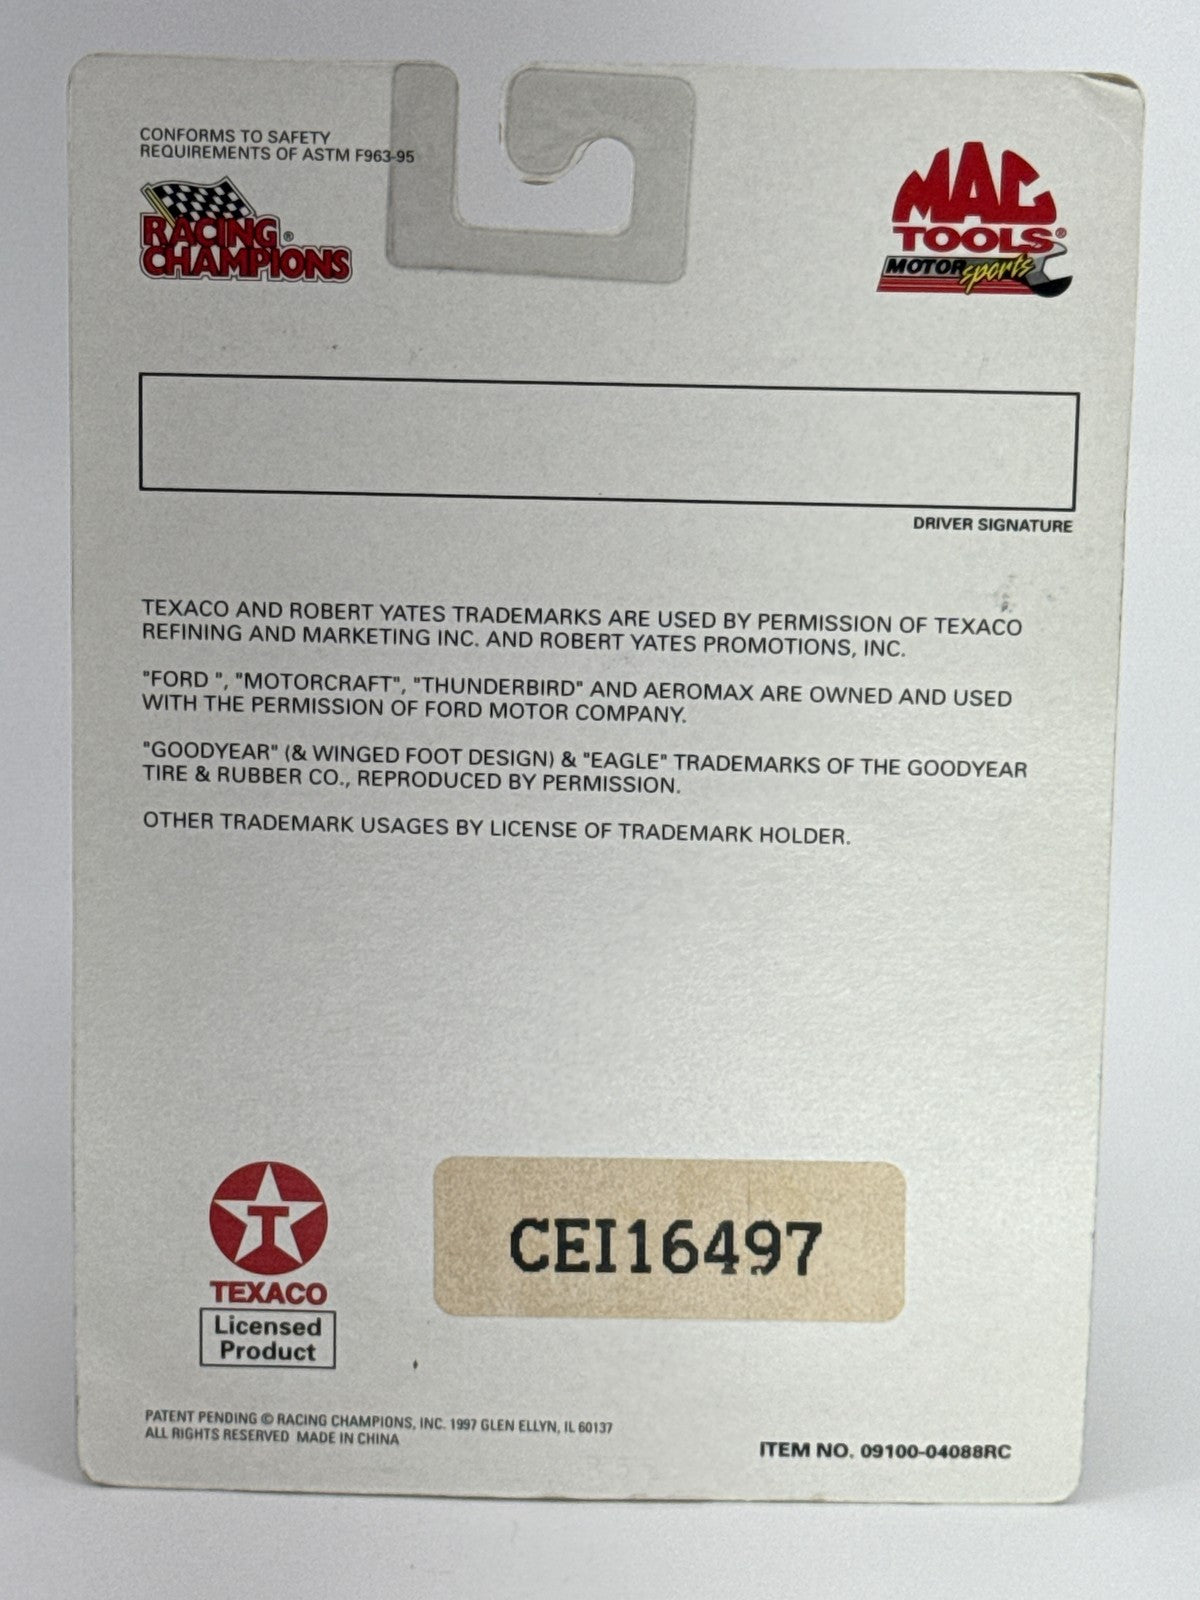 CONFORMS TO SAFETY
REQUIREMENTS OF ASTM F963-95
RACING®
CHAMPIONS
MAC
TOOLS®
MOTOR sports
DRIVER SIGNATURE
TEXACO AND ROBERT YATES TRADEMARKS ARE USED BY PERMISSION OF TEXACO
REFINING AND MARKETING INC. AND ROBERT YATES PROMOTIONS, INC.
"FORD ", "MOTORCRAFT", "THUNDERBIRD" AND AEROMAX ARE OWNED AND USED
WITH THE PERMISSION OF FORD MOTOR COMPANY.
"GOODYEAR" (& WINGED FOOT DESIGN) & "EAGLE" TRADEMARKS OF THE GOODYEAR
TIRE & RUBBER CO., REPRODUCED BY PERMISSION.
OTHER TRADEMARK USAGES BY LICENSE OF TRADEMARK HOLDER.
T
TEXACO
Licensed
Product
CEI16497
PATENT PENDING © RACING CHAMPIONS, INC. 1997 GLEN ELLYN, IL 60137
ALL RIGHTS RESERVED MADE IN CHINA
ITEM NO. 09100-04088RC